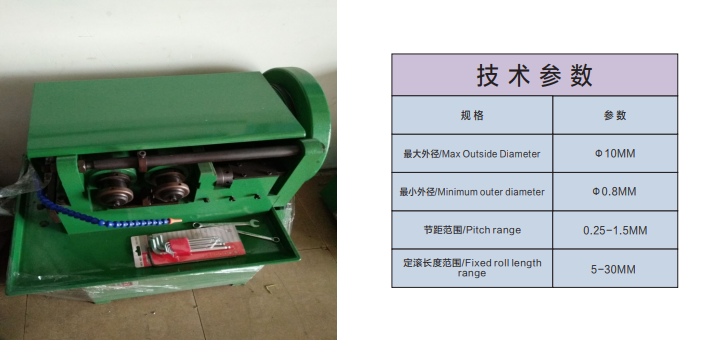 技术参数
规格 参数
最大外径/Max Outside Diameter Φ10MM
最小外径/Minimum outer diameter Φ0.8MM
节距范围/Pitch range 0.25-1.5MM
定滚长度范围/Fixed roll length
range 5-30MM